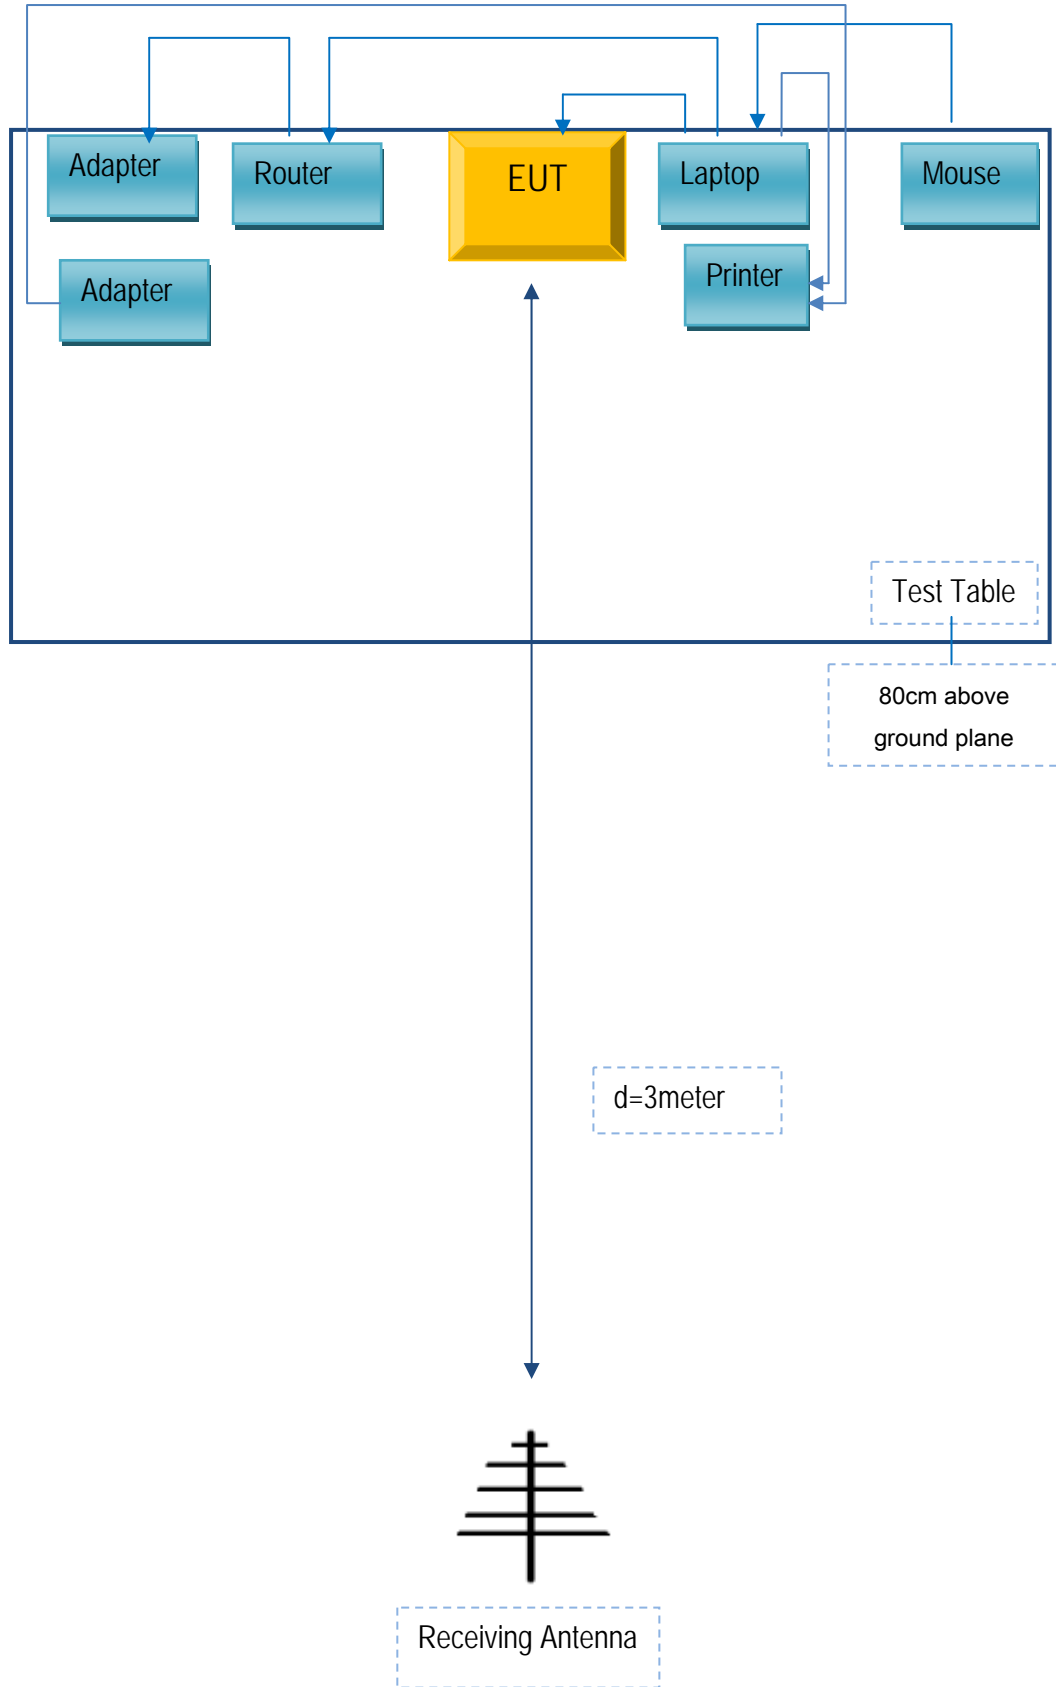 Adapter
Router
EUT
Laptop
Mouse
Adapter
Printer
Test Table
80cm above
ground plane
d=3meter
Receiving Antenna